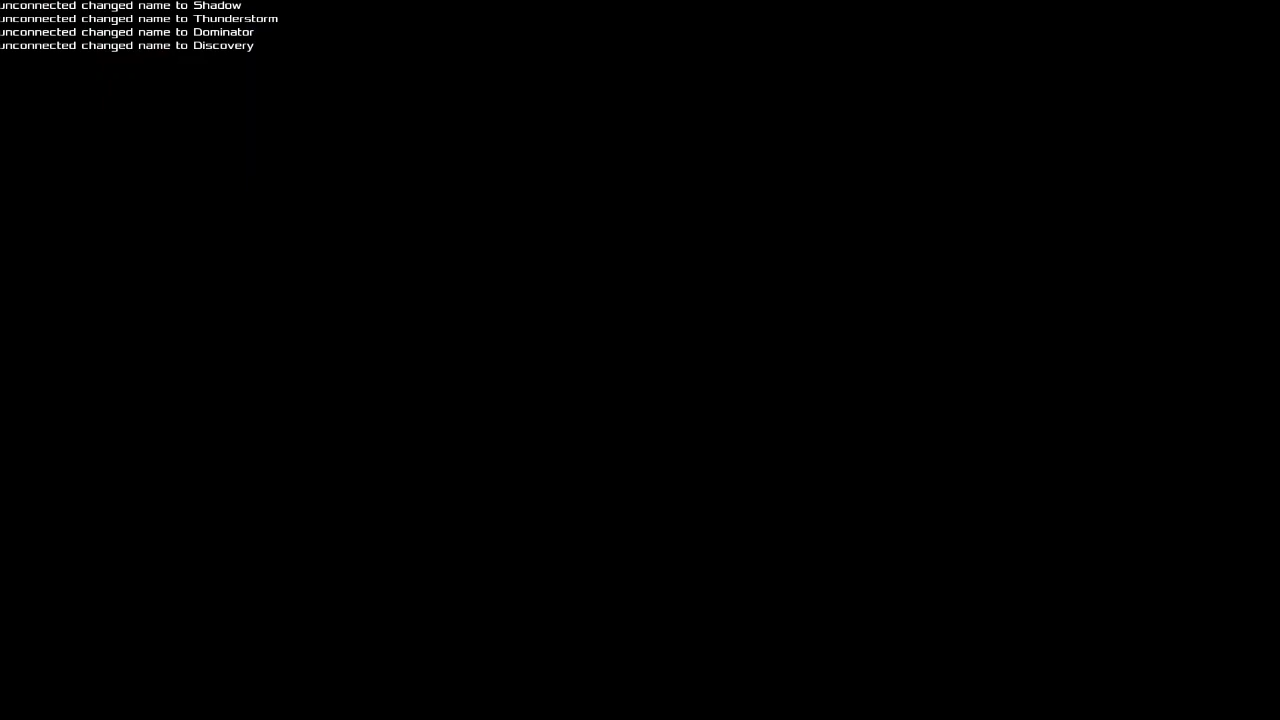 unconnected changed name to Shadow
unconnected changed name to Thunderstorm
unconnected changed name to Dominator
unconnected changed name to Discovery